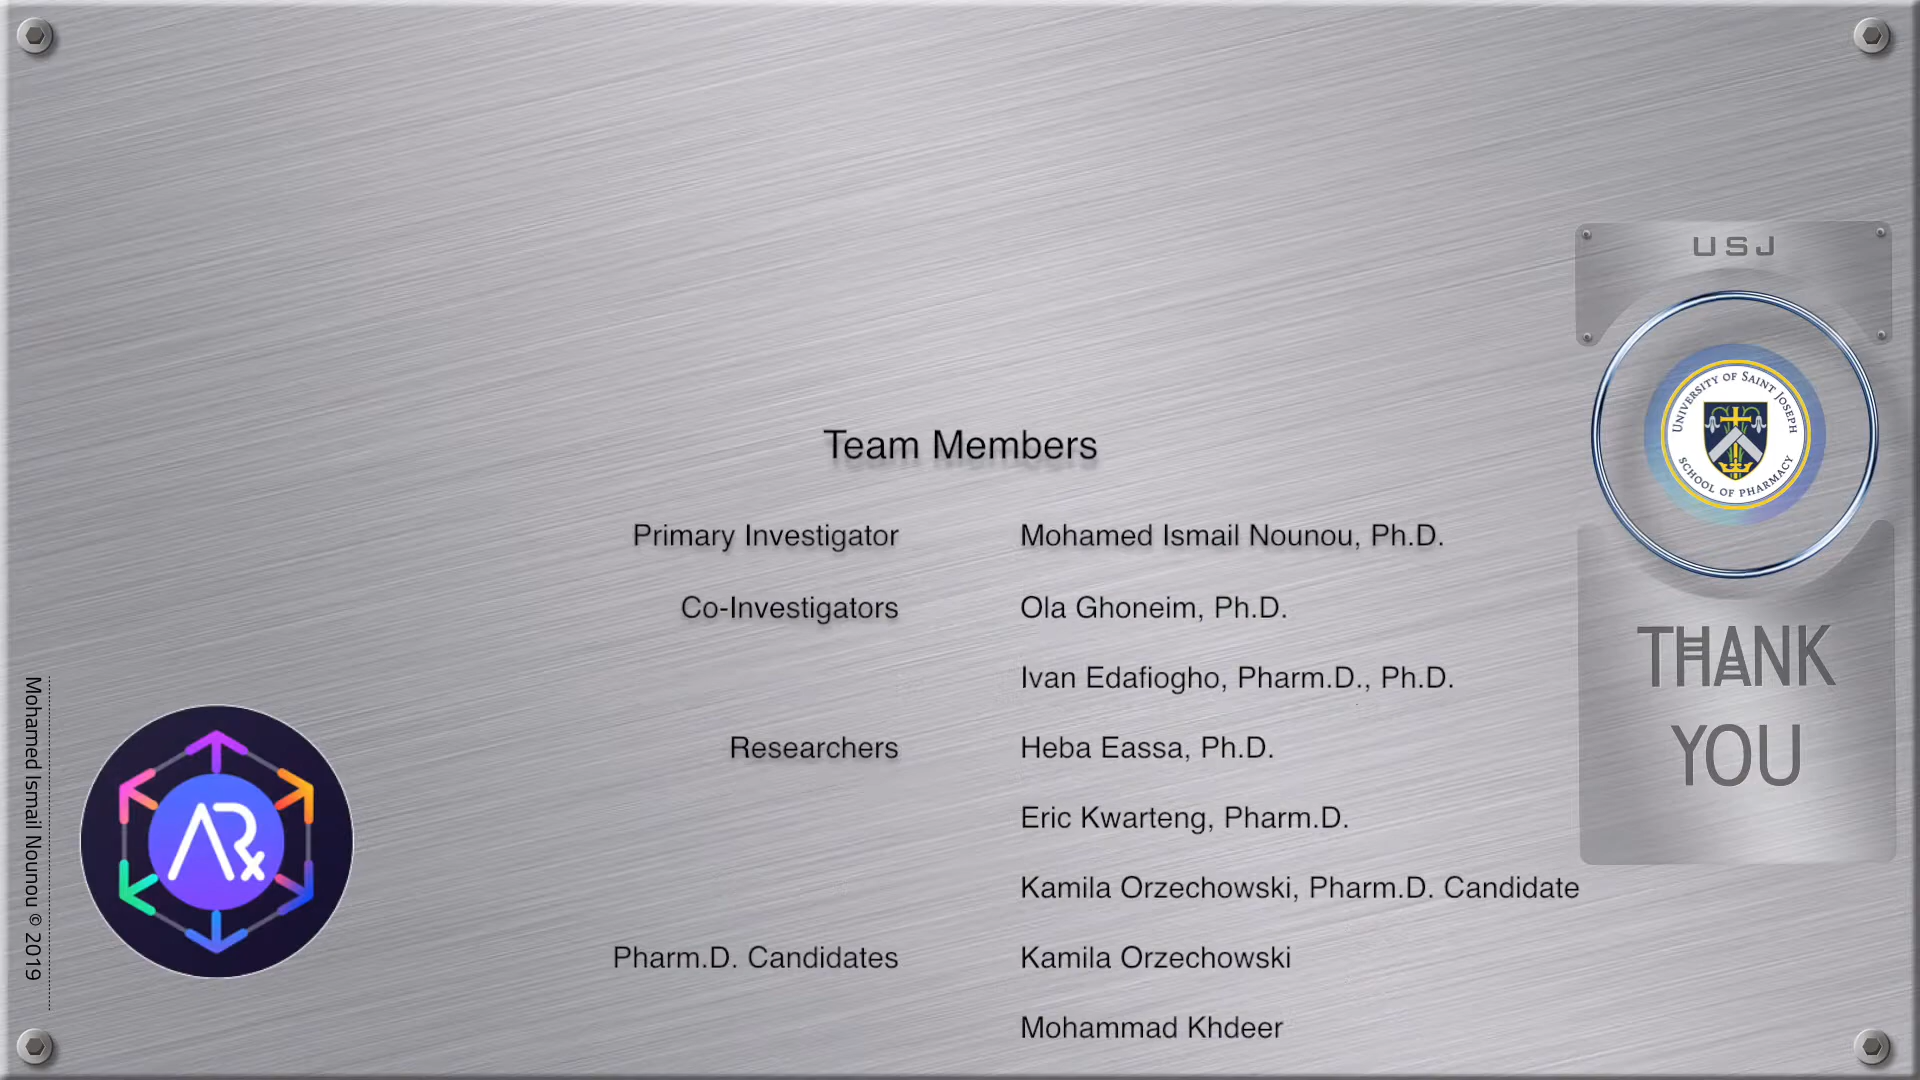 USJ
UNIVERSITY OF SAINT JOSEPH
SCHOOL OF PHARMACY
THANK
YOU
Team Members
Primary Investigator Mohamed Ismail Nounou, Ph.D.
Co-Investigators Ola Ghoneim, Ph.D.
Ivan Edafiogho, Pharm.D., Ph.D.
Researchers Heba Eassa, Ph.D.
Eric Kwarteng, Pharm.D.
Kamila Orzechowski, Pharm.D. Candidate
Pharm.D. Candidates Kamila Orzechowski
Mohammad Khdeer
ARx
Mohamed Ismail Nounou © 2019